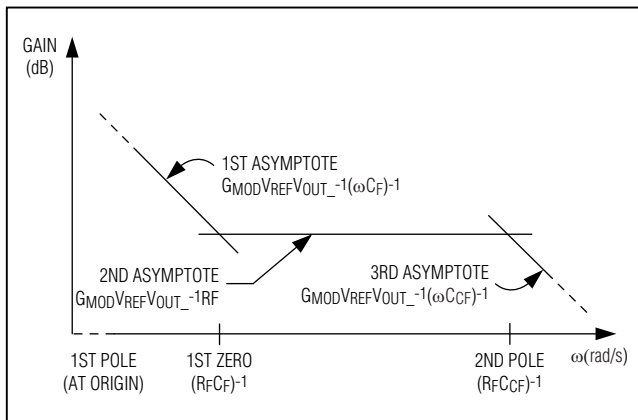 GAIN
(dB)
1ST ASYMPTOTE
GMODVREFVOUT_-1(ωCF)-1
2ND ASYMPTOTE
GMODVREFVOUT_-1RF
3RD ASYMPTOTE
GMODVREFVOUT_-1(ωCCF)-1
1ST POLE
(AT ORIGIN)
1ST ZERO
(RFCF)-1
2ND POLE
(RFCCF)-1
ω(rad/s)